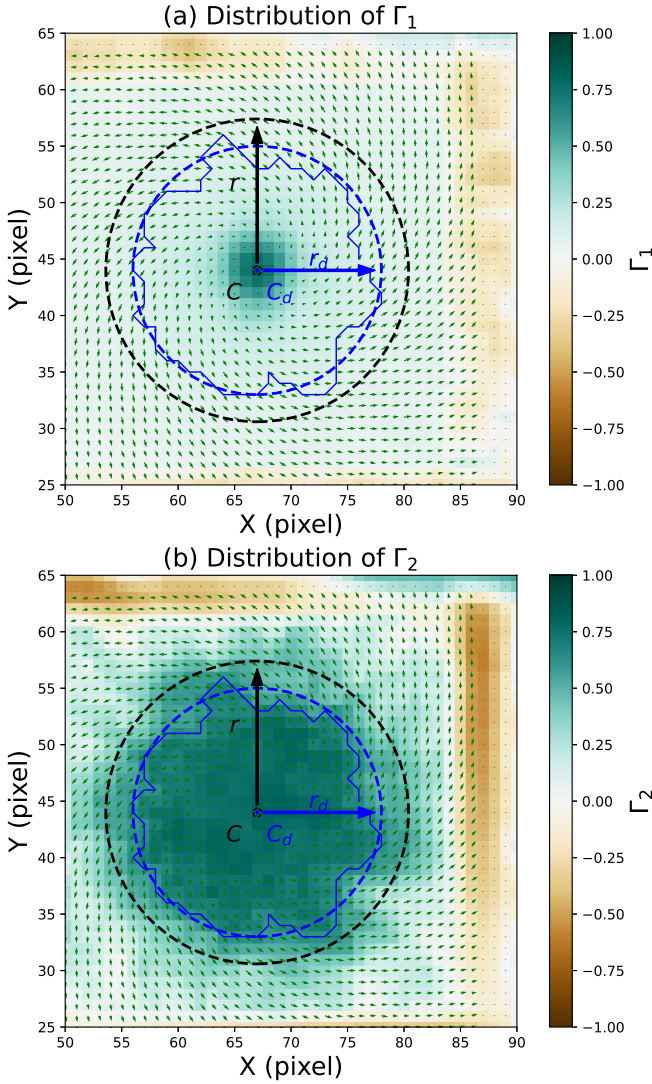 (a) Distribution of Γ₁
65
60
55
50
45
40
35
30
25
Y (pixel)
r
r_d
C
C_d
50 55 60 65 70 75 80 85 90
X (pixel)
1.00
0.75
0.50
0.25
0.00
−0.25
−0.50
−0.75
−1.00
Γ₁
(b) Distribution of Γ₂
65
60
55
50
45
40
35
30
25
Y (pixel)
r
r_d
C
C_d
50 55 60 65 70 75 80 85 90
X (pixel)
1.00
0.75
0.50
0.25
0.00
−0.25
−0.50
−0.75
−1.00
Γ₂